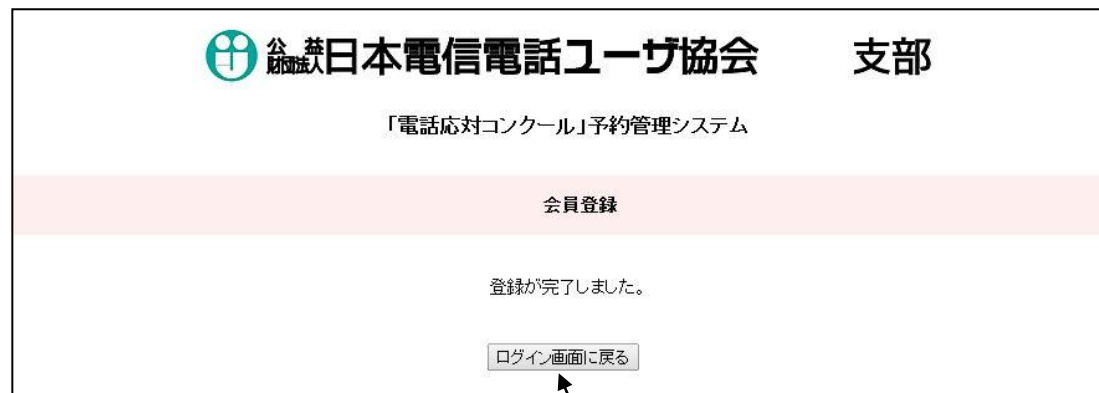 公益財団法人日本電信電話ユーザ協会 支部
「電話応対コンクール」予約管理システム
会員登録
登録が完了しました。
ログイン画面に戻る